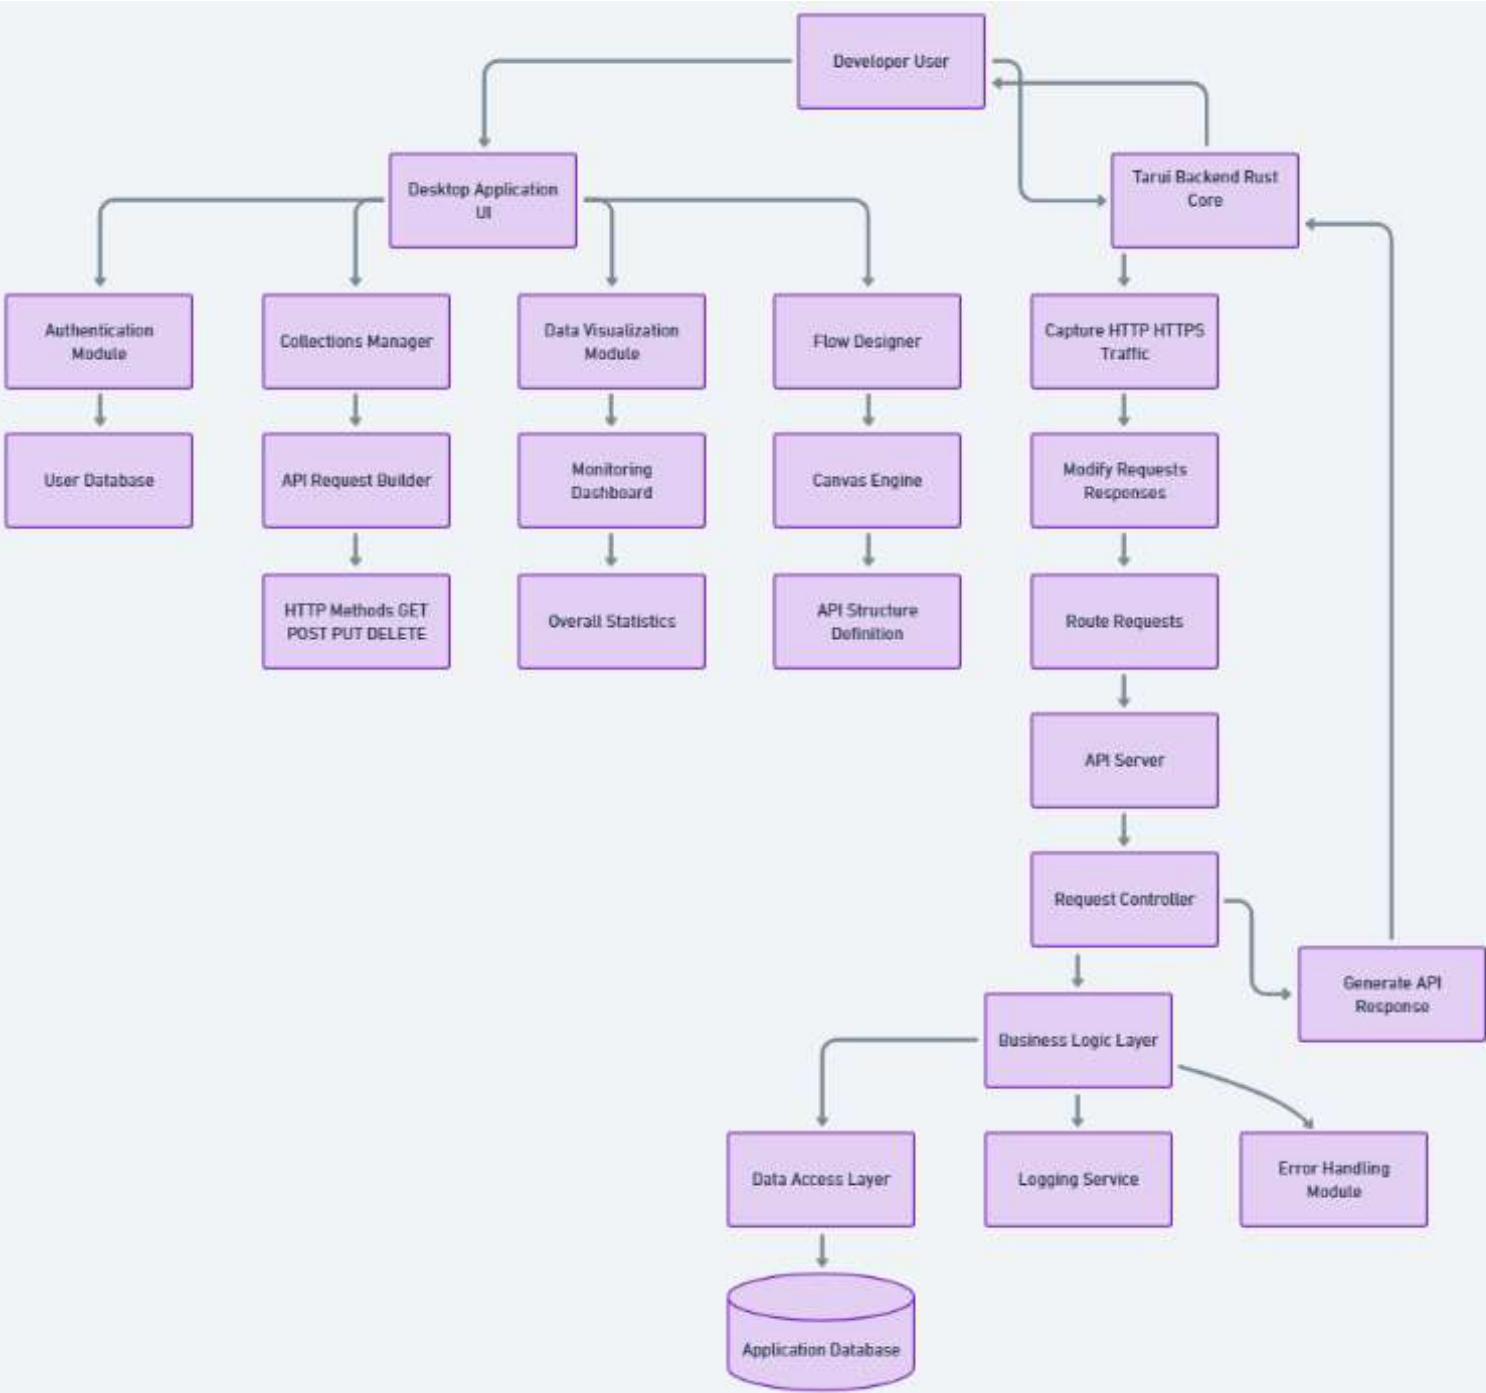 Developer User
Desktop Application
UI
Tarui Backend Rust
Core
Authentication
Module
Collections Manager
Data Visualization
Module
Flow Designer
Capture HTTP HTTPS
Traffic
User Database
API Request Builder
Monitoring
Dashboard
Canvas Engine
Modify Requests
Responses
HTTP Methods GET
POST PUT DELETE
Overall Statistics
API Structure
Definition
Route Requests
API Server
Request Controller
Generate API
Response
Business Logic Layer
Data Access Layer
Logging Service
Error Handling
Module
Application Database